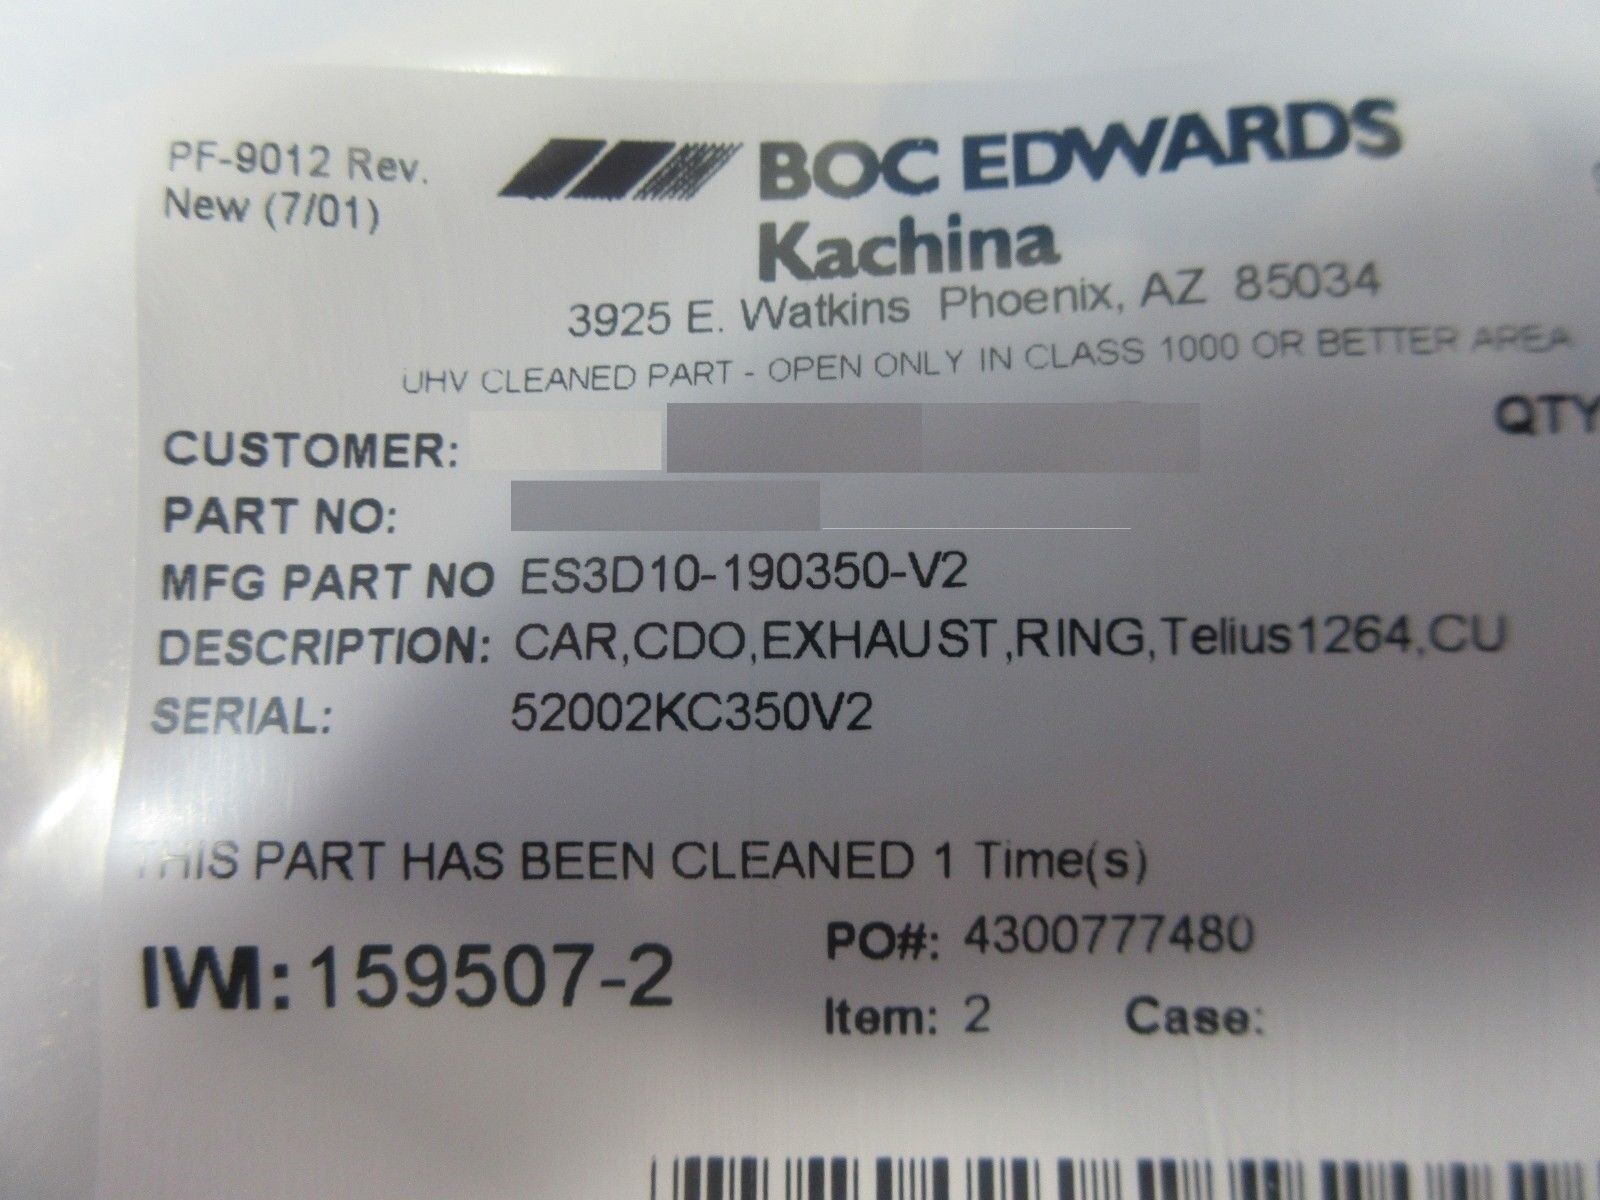 PF-9012 Rev.
New (7/01)
BOC EDWARDS
Kachina
3925 E. Watkins Phoenix, AZ 85034
UHV CLEANED PART - OPEN ONLY IN CLASS 1000 OR BETTER AREA
QTY
CUSTOMER:
PART NO:
MFG PART NO ES3D10-190350-V2
DESCRIPTION: CAR,CDO,EXHAUST,RING,Telius1264,CU
SERIAL: 52002KC350V2
THIS PART HAS BEEN CLEANED 1 Time(s)
IWI:159507-2
PO#: 4300777480
Item: 2 Case: